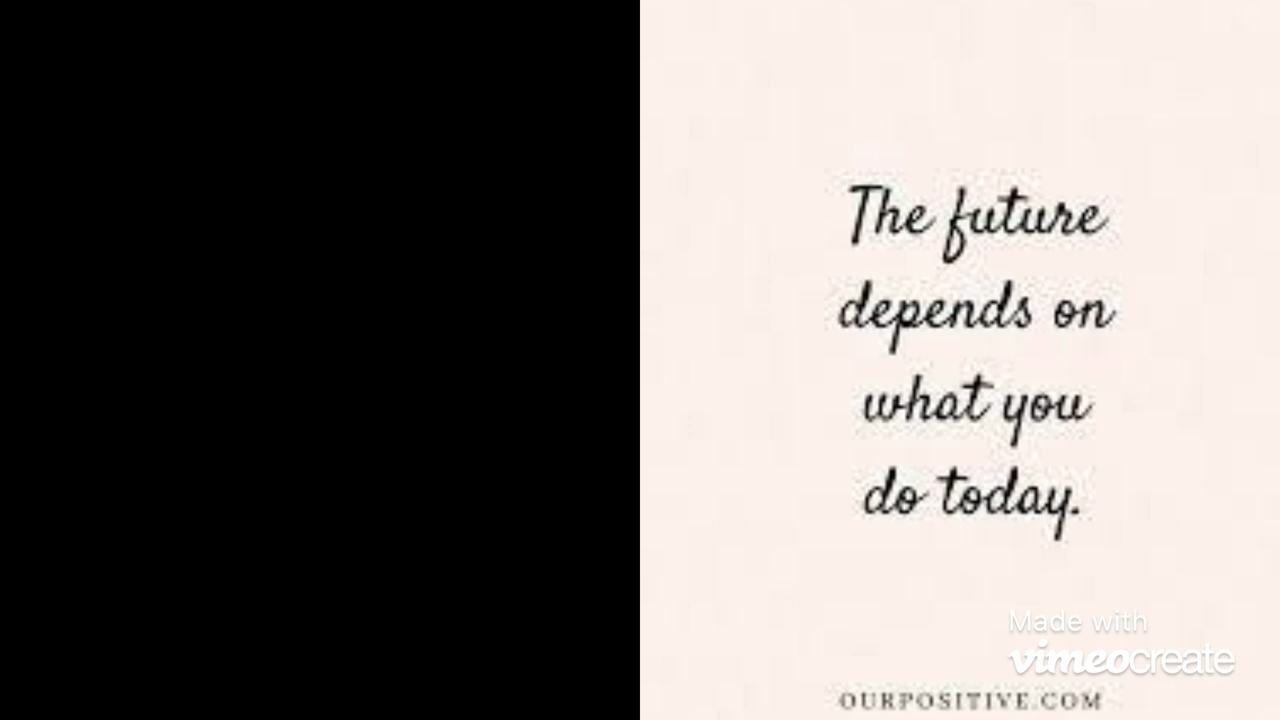 The future
depends on
what you
do today.
Made with
vimeocreate
OURPOSITIVE.COM